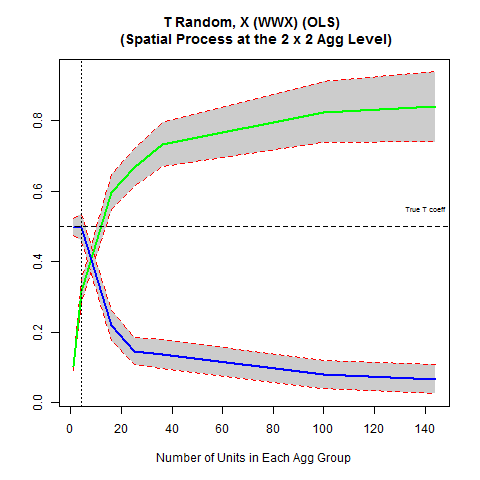 T Random, X (WWX) (OLS)
(Spatial Process at the 2 x 2 Agg Level)
0.8
0.6
0.4
0.2
0.0
True T coeff
0 20 40 60 80 100 120 140
Number of Units in Each Agg Group